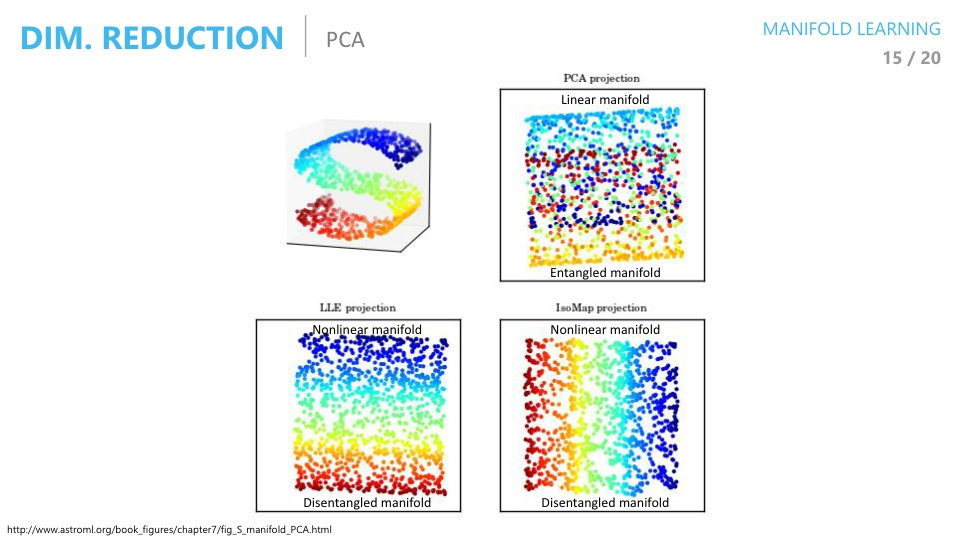 DIM. REDUCTION
PCA
MANIFOLD LEARNING
15 / 20
PCA projection
Linear manifold
Entangled manifold
LLE projection
Nonlinear manifold
Disentangled manifold
IsoMap projection
Nonlinear manifold
Disentangled manifold
http://www.astroml.org/book_figures/chapter7/fig_S_manifold_PCA.html